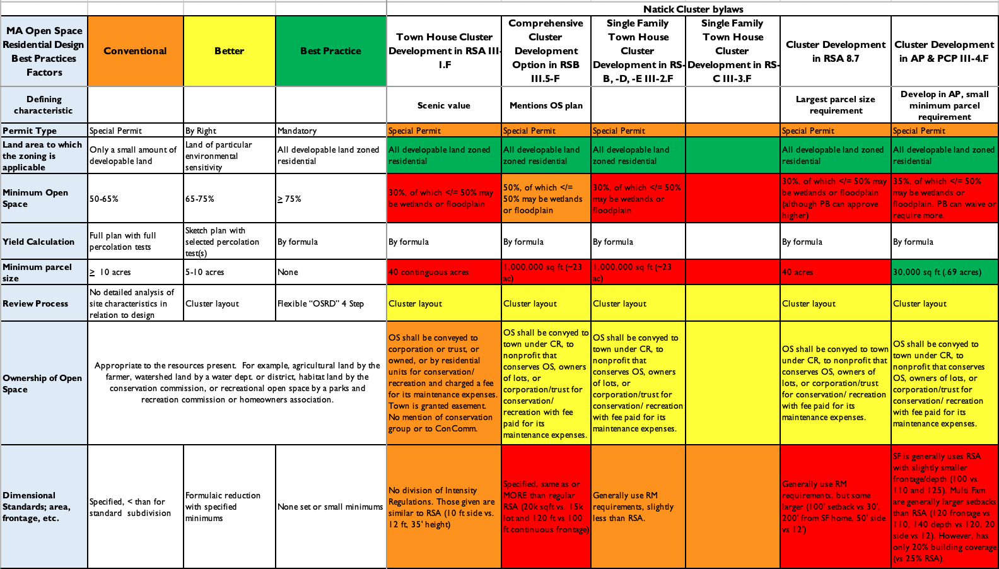 Natick Cluster bylaws
MA Open Space
Residential Design
Best Practices
Factors
Conventional
Better
Best Practice
Town House Cluster
Development in RSA III-
1.F
Comprehensive
Cluster
Development
Option in RSB
III.5-F
Single Family
Town House
Cluster
Development in RS-
B, -D, -E III-2.F
Single Family
Town House
Cluster
Development in RS-
C III-3.F
Cluster Development
in RSA 8.7
Cluster Development
in AP & PCP III-4.F
Defining
characteristic
Scenic value
Mentions OS plan
Largest parcel size
requirement
Develop in AP, small
minimum parcel
requirement
Permit Type
Special Permit
By Right
Mandatory
Special Permit
Special Permit
Special Permit
Special Permit
Special Permit
Land area to which
the zoning is
applicable
Only a small amount of
developable land
Land of particular
environmental
sensitivity
All developable land zoned
residential
All developable land zoned
residential
All developable land
zoned residential
All developable land
zoned residential
All developable land zoned
residential
All developable land zoned
residential
Minimum Open
Space
50-65%
65-75%
≥ 75%
30%, of which </= 50% may
be wetlands or floodplain
50%, of which </=
50% may be wetlands
or floodplain
30%, of which </= 50%
may be wetlands or
floodplain
30%, of which </= 50% may
be wetlands or floodplain
(although PB can approve
higher)
35%, of which </= 50%
may be wetlands or
floodplain. PB can waive or
require more.
Yield Calculation
Full plan with full
percolation tests
Sketch plan with
selected percolation
test(s)
By formula
By formula
By formula
By formula
By formula
By formula
Minimum parcel
size
≥ 10 acres
5-10 acres
None
40 continguous acres
1,000,000 sq ft (~23
ac)
1,000,000 sq ft (~23
ac)
40 acres
30,000 sq ft (.69 acres)
Review Process
No detailed analysis of
site characteristics in
relation to design
Cluster layout
Flexible “OSRD” 4 Step
Cluster layout
Cluster layout
Cluster layout
Cluster layout
Cluster layout
Ownership of Open
Space
Appropriate to the resources present. For example, agricultural land by the
farmer, watershed land by a water dept. or district, habitat land by the
conservation commission, or recreational open space by a parks and
recreation commission or homeowners association.
OS shall be conveyed to
corporation or trust, or
owned, or by residential
units for conservation/
recreation and charged a fee
for its maintenance expenses.
Town is granted easement.
No mention of conservation
group or to ConComm.
OS shall be convyed to
town under CR, to
nonprofit that
conserves OS, owners
of lots, or
corporation/trust for
conservation/
recreation with fee
paid for its
maintenance expenses.
OS shall be convyed to
town under CR, to
nonprofit that
conserves OS, owners
of lots, or
corporation/trust for
conservation/ recreation
with fee paid for its
maintenance expenses.
OS shall be convyed to town
under CR, to nonprofit that
conserves OS, owners of
lots, or corporation/trust
for conservation/ recreation
with fee paid for its
maintenance expenses.
OS shall be convyed to
town under CR, to
nonprofit that conserves
OS, owners of lots, or
corporation/trust for
conservation/ recreation
with fee paid for its
maintenance expenses.
Dimensional
Standards; area,
frontage, etc.
Specified, < than for
standard subdivision
Formulaic reduction
with specified
minimums
None set or small minimums
No division of Intensity
Regulations. Those given are
similar to RSA (10 ft side vs.
12 ft, 35' height)
Specified, same as or
MORE than regular
RSA (20k sqft vs. 15k
lot and 120 ft vs 100
ft continuous frontage)
Generally use RM
requirements, slightly
less than RSA.
Generally use RM
requirements, but some
larger (100' setback vs 30',
200' from SF home, 50' side
vs 12')
SF is generally uses RSA
with slightly smaller
frontage/depth (100 vs.
110 and 125). Multi Fam
are generally larger setbacks
than RSA (120 frontage vs
110, 140 depth vs 120, 20
side vs 12). However, has
only 20% building coverage
(vs 25% RSA).